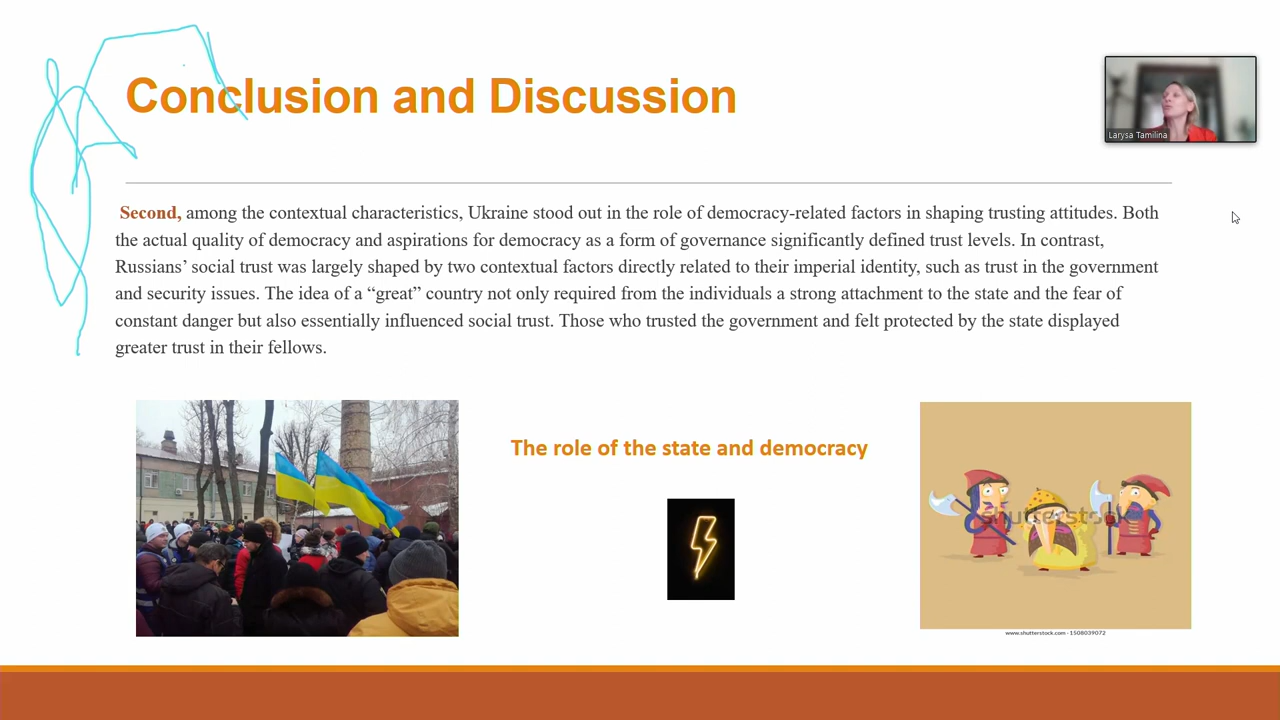 Conclusion and Discussion
Larysa Tamilina
Second, among the contextual characteristics, Ukraine stood out in the role of democracy-related factors in shaping trusting attitudes. Both
the actual quality of democracy and aspirations for democracy as a form of governance significantly defined trust levels. In contrast,
Russians’ social trust was largely shaped by two contextual factors directly related to their imperial identity, such as trust in the government
and security issues. The idea of a “great” country not only required from the individuals a strong attachment to the state and the fear of
constant danger but also essentially influenced social trust. Those who trusted the government and felt protected by the state displayed
greater trust in their fellows.
The role of the state and democracy
shutterstock
www.shutterstock.com · 1508039072